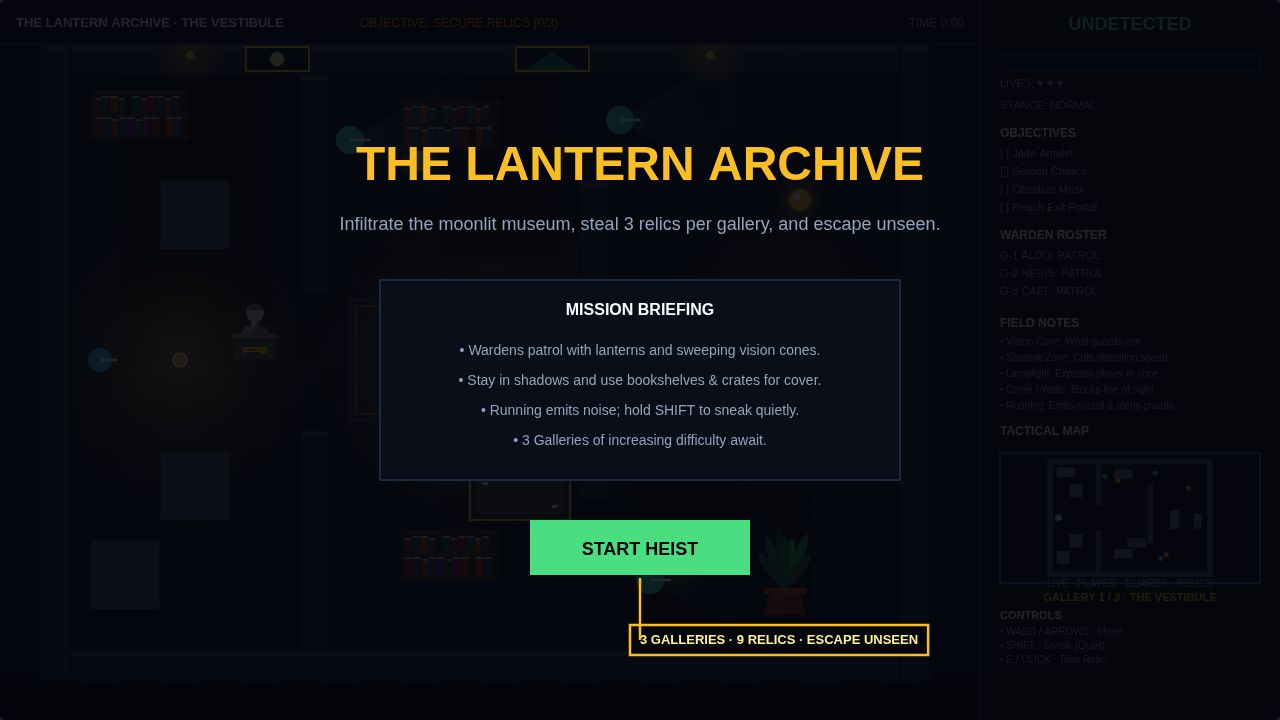 THE LANTERN ARCHIVE · THE VESTIBULE
OBJECTIVE: SECURE RELICS (0/3)
TIME 0:00
UNDETECTED
LIVES: ♥ ♥ ♥
STANCE: NORMAL
OBJECTIVES
[ ] Jade Amulet
[ ] Golden Chalice
[ ] Obsidian Mask
[ ] Reach Exit Portal
WARDEN ROSTER
G-1 ALDO: PATROL
G-2 NERIS: PATROL
G-3 CAEL: PATROL
FIELD NOTES
• Vision Cone: What guards see
• Shadow Zone: Cuts detection speed
• Lamplight: Exposes player in cone
• Cover / Walls: Blocks line of sight
• Running: Emits sound & alerts guards
TACTICAL MAP
LIVE · PLAYER · GUARDS · RELICS
GALLERY 1 / 3 · THE VESTIBULE
CONTROLS
• WASD / ARROWS : Move
• SHIFT : Sneak (Quiet)
• E / CLICK : Take Relic
THE LANTERN ARCHIVE
Infiltrate the moonlit museum, steal 3 relics per gallery, and escape unseen.
MISSION BRIEFING
• Wardens patrol with lanterns and sweeping vision cones.
• Stay in shadows and use bookshelves & crates for cover.
• Running emits noise; hold SHIFT to sneak quietly.
• 3 Galleries of increasing difficulty await.
START HEIST
3 GALLERIES · 9 RELICS · ESCAPE UNSEEN